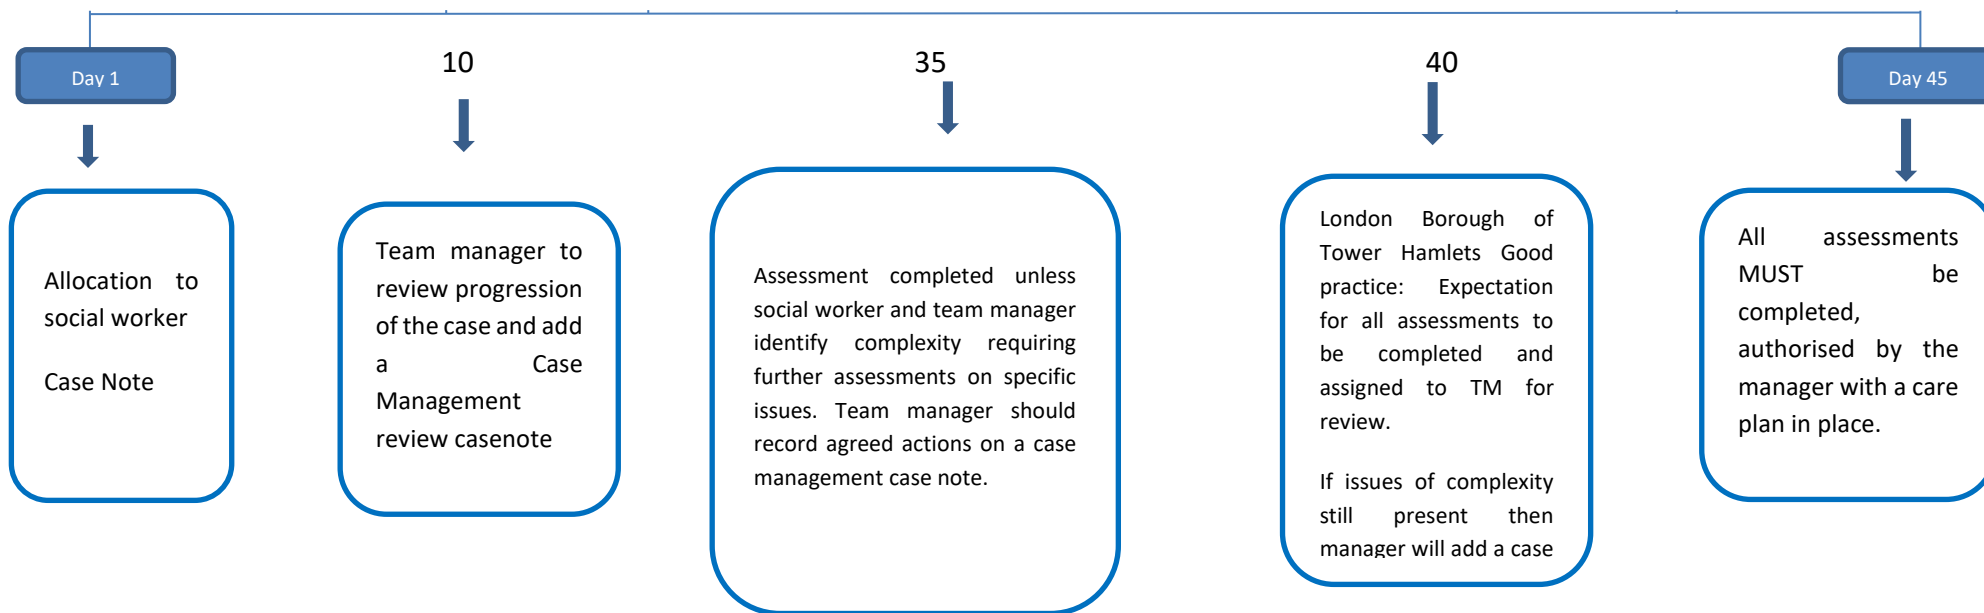 Day 1
10
35
40
Day 45
Allocation to
social worker
Case Note
Team manager to
review progression
of the case and add
a Case
Management
review casenote
Assessment completed unless
social worker and team manager
identify complexity requiring
further assessments on specific
issues. Team manager should
record agreed actions on a case
management case note.
London Borough of
Tower Hamlets Good
practice: Expectation
for all assessments to
be completed and
assigned to TM for
review.
If issues of complexity
still present then
manager will add a case
All assessments
MUST be
completed,
authorised by the
manager with a care
plan in place.